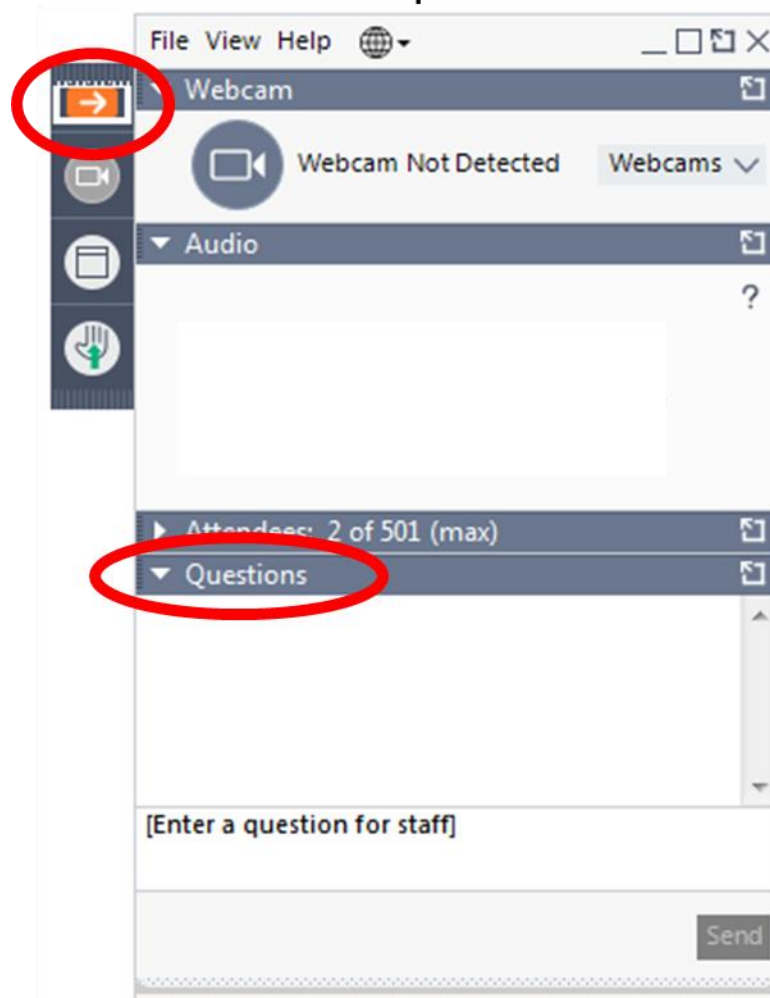 File View Help
Webcam
Webcam Not Detected Webcams
Audio
?
Attendees: 2 of 501 (max)
Questions
[Enter a question for staff]
Send